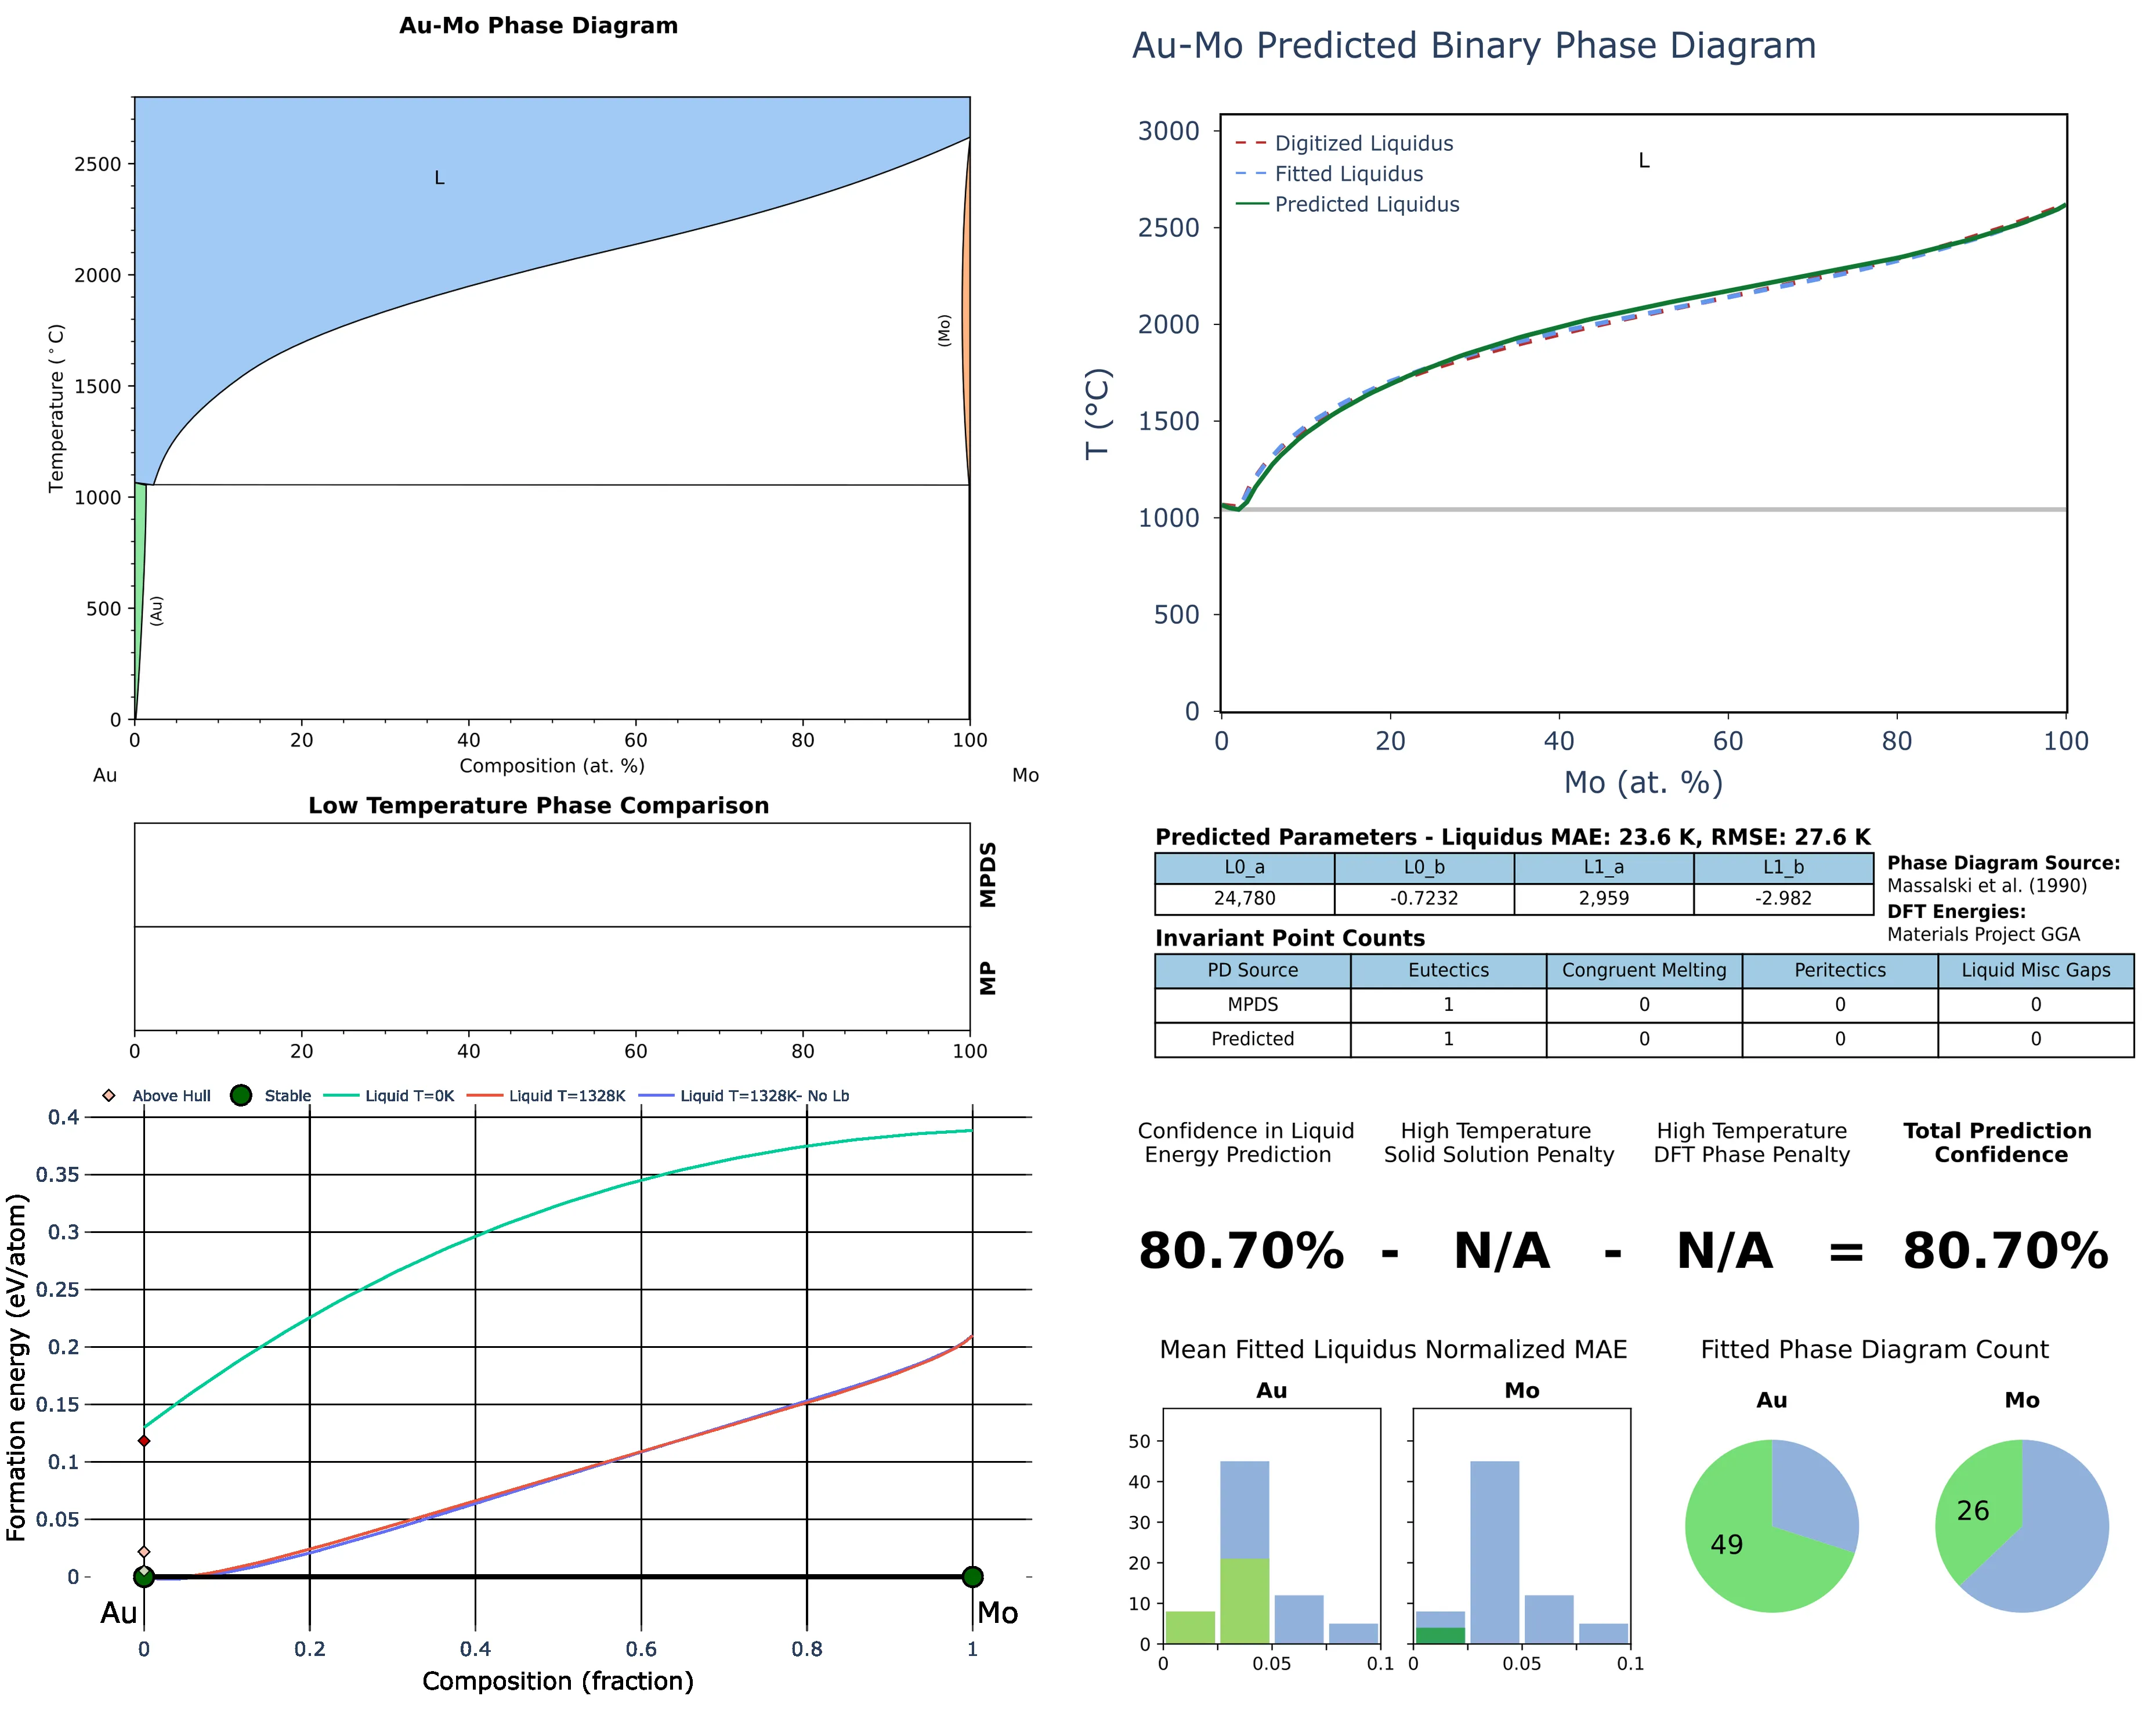 Au-Mo Phase Diagram
2500
2000
1500
1000
500
0
Temperature (°C)
L
(Mo)
(Au)
0 20 40 60 80 100
Composition (at. %)
Au Mo
Au-Mo Predicted Binary Phase Diagram
3000
2500
2000
1500
1000
500
0
T (°C)
Digitized Liquidus
Fitted Liquidus
Predicted Liquidus
L
0 20 40 60 80 100
Mo (at. %)
Low Temperature Phase Comparison
MPDS
MP
0 20 40 60 80 100
Predicted Parameters - Liquidus MAE: 23.6 K, RMSE: 27.6 K
L0_a L0_b L1_a L1_b
24,780 -0.7232 2,959 -2.982
Phase Diagram Source:
Massalski et al. (1990)
DFT Energies:
Materials Project GGA
Invariant Point Counts
PD Source Eutectics Congruent Melting Peritectics Liquid Misc Gaps
MPDS 1 0 0 0
Predicted 1 0 0 0
Above Hull Stable Liquid T=0K Liquid T=1328K Liquid T=1328K- No Lb
0.4
0.35
0.3
0.25
0.2
0.15
0.1
0.05
0
Formation energy (eV/atom)
Au Mo
0 0.2 0.4 0.6 0.8 1
Composition (fraction)
Confidence in Liquid
Energy Prediction
High Temperature
Solid Solution Penalty
High Temperature
DFT Phase Penalty
Total Prediction
Confidence
80.70% - N/A - N/A = 80.70%
Mean Fitted Liquidus Normalized MAE
Au Mo
50
40
30
20
10
0
0 0.05 0.1 0 0.05 0.1
Fitted Phase Diagram Count
Au Mo
49 26